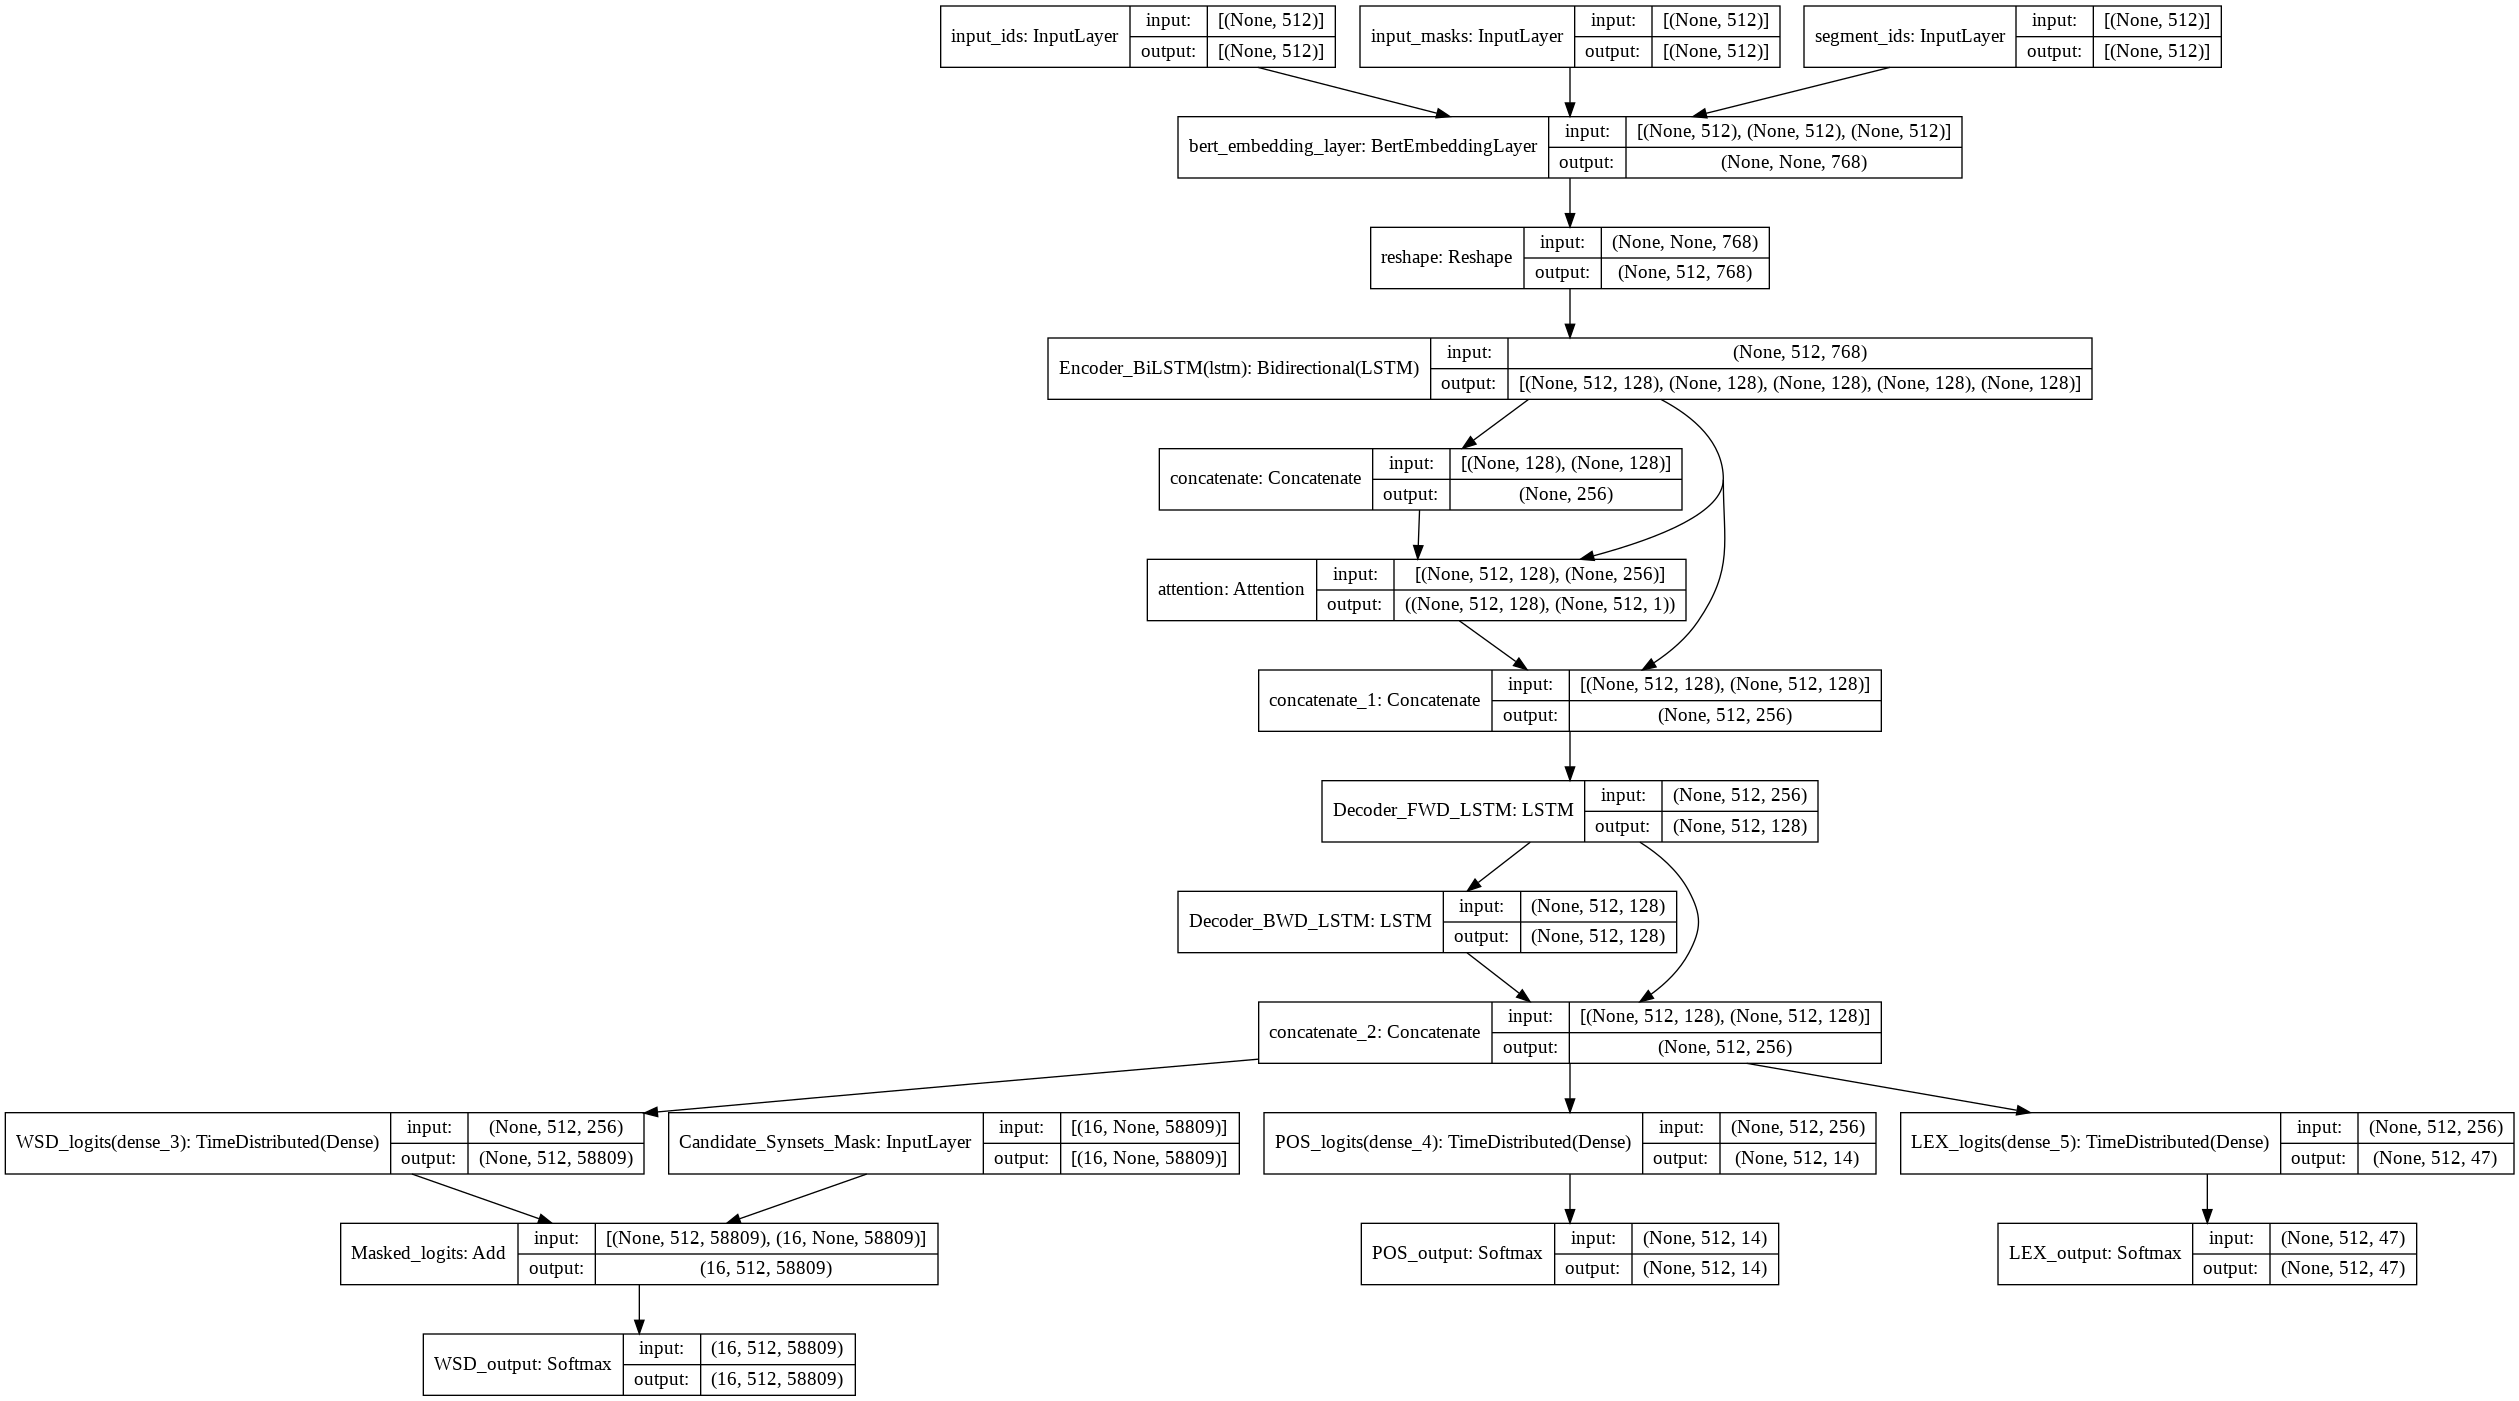 input_ids: InputLayer
input: [(None, 512)]
output: [(None, 512)]
input_masks: InputLayer
input: [(None, 512)]
output: [(None, 512)]
segment_ids: InputLayer
input: [(None, 512)]
output: [(None, 512)]
bert_embedding_layer: BertEmbeddingLayer
input: [(None, 512), (None, 512), (None, 512)]
output: (None, None, 768)
reshape: Reshape
input: (None, None, 768)
output: (None, 512, 768)
Encoder_BiLSTM(lstm): Bidirectional(LSTM)
input: (None, 512, 768)
output: [(None, 512, 128), (None, 128), (None, 128), (None, 128), (None, 128)]
concatenate: Concatenate
input: [(None, 128), (None, 128)]
output: (None, 256)
attention: Attention
input: [(None, 512, 128), (None, 256)]
output: ((None, 512, 128), (None, 512, 1))
concatenate_1: Concatenate
input: [(None, 512, 128), (None, 512, 128)]
output: (None, 512, 256)
Decoder_FWD_LSTM: LSTM
input: (None, 512, 256)
output: (None, 512, 128)
Decoder_BWD_LSTM: LSTM
input: (None, 512, 128)
output: (None, 512, 128)
concatenate_2: Concatenate
input: [(None, 512, 128), (None, 512, 128)]
output: (None, 512, 256)
WSD_logits(dense_3): TimeDistributed(Dense)
input: (None, 512, 256)
output: (None, 512, 58809)
Candidate_Synsets_Mask: InputLayer
input: [(16, None, 58809)]
output: [(16, None, 58809)]
POS_logits(dense_4): TimeDistributed(Dense)
input: (None, 512, 256)
output: (None, 512, 14)
LEX_logits(dense_5): TimeDistributed(Dense)
input: (None, 512, 256)
output: (None, 512, 47)
Masked_logits: Add
input: [(None, 512, 58809), (16, None, 58809)]
output: (16, 512, 58809)
POS_output: Softmax
input: (None, 512, 14)
output: (None, 512, 14)
LEX_output: Softmax
input: (None, 512, 47)
output: (None, 512, 47)
WSD_output: Softmax
input: (16, 512, 58809)
output: (16, 512, 58809)